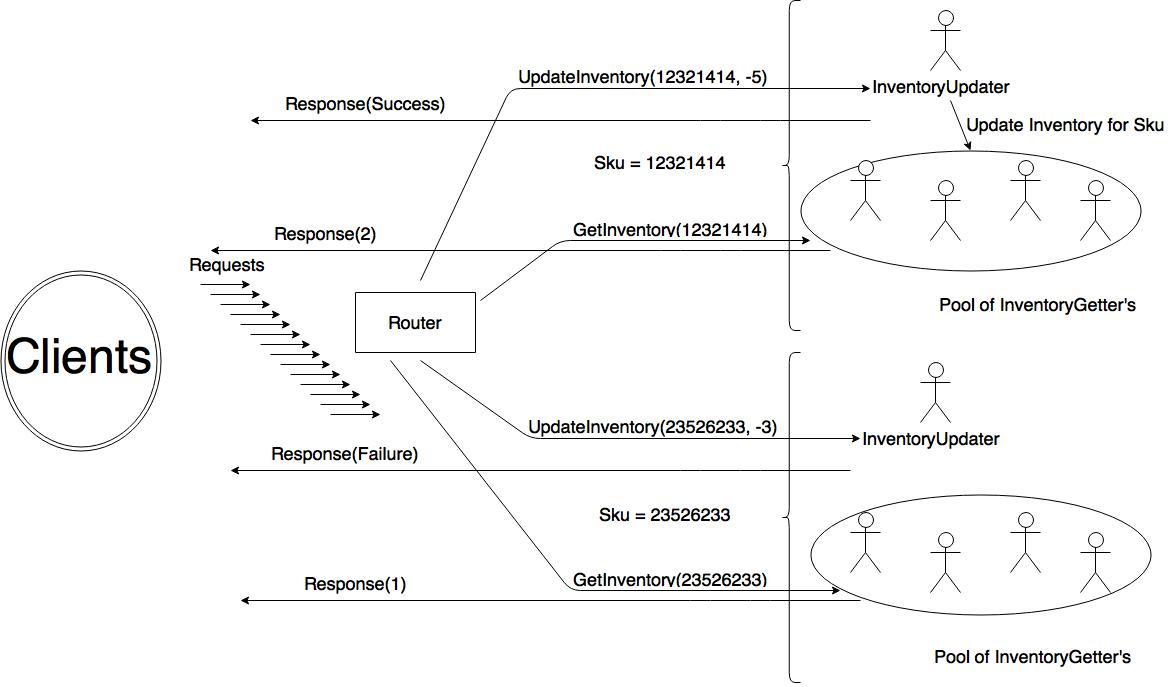 UpdateInventory(12321414, -5)
InventoryUpdater
Response(Success)
Update Inventory for Sku
Sku = 12321414
GetInventory(12321414)
Response(2)
Requests
Pool of InventoryGetter's
Router
Clients
UpdateInventory(23526233, -3)
InventoryUpdater
Response(Failure)
Sku = 23526233
GetInventory(23526233)
Response(1)
Pool of InventoryGetter's